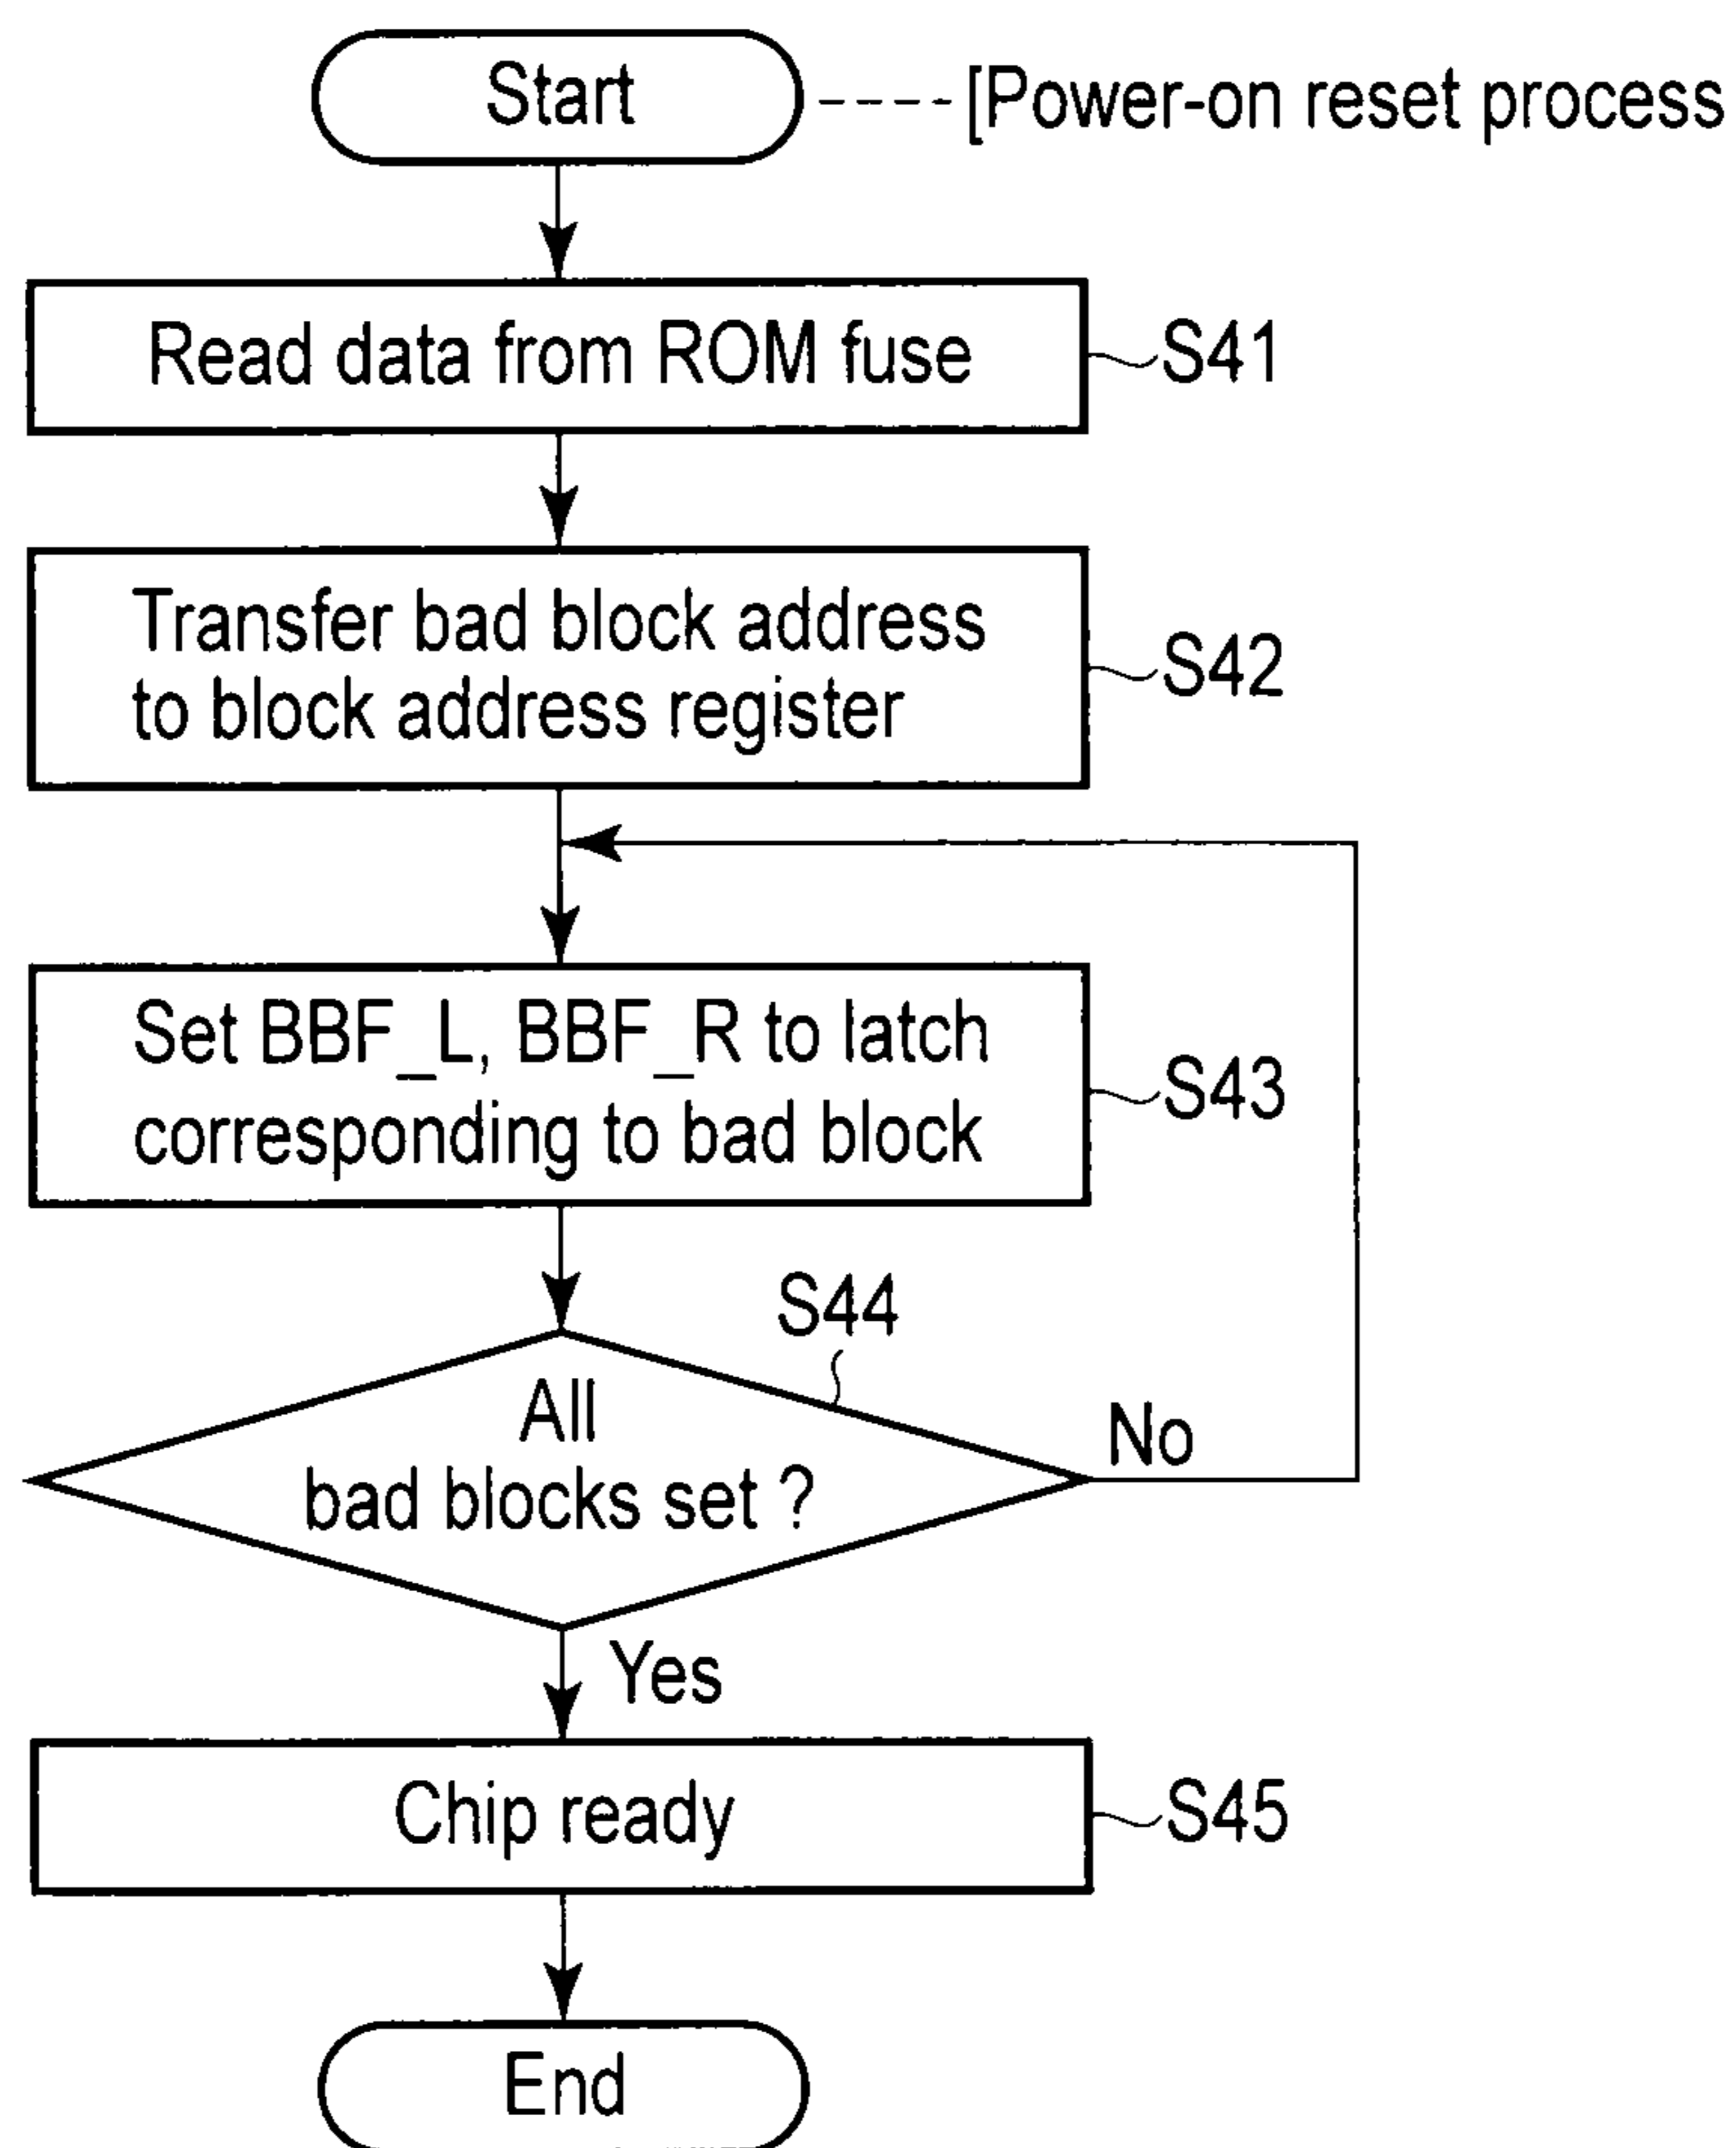 Start
[Power-on reset process
Read data from ROM fuse
S41
Transfer bad block address
to block address register
S42
Set BBF_L, BBF_R to latch
corresponding to bad block
S43
S44
All
bad blocks set ?
No
Yes
Chip ready
S45
End